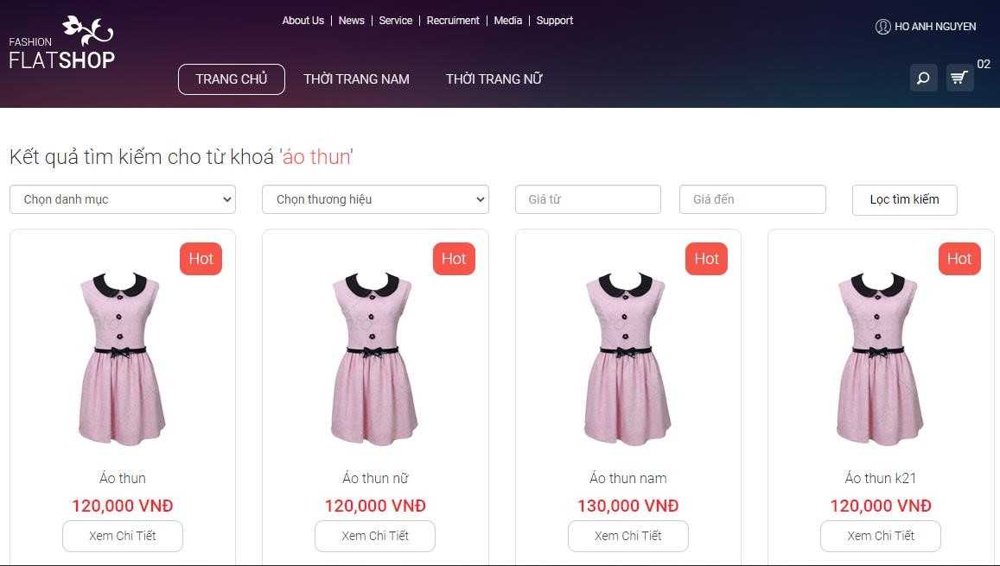 About Us | News | Service | Recruiment | Media | Support
HO ANH NGUYEN
FASHION
FLATSHOP
TRANG CHỦ THỜI TRANG NAM THỜI TRANG NỮ
02
Kết quả tìm kiếm cho từ khoá 'áo thun'
Chọn danh mục Chọn thương hiệu Giá từ Giá đến Lọc tìm kiếm
Hot Hot Hot Hot
Áo thun Áo thun nữ Áo thun nam Áo thun k21
120,000 VNĐ 120,000 VNĐ 130,000 VNĐ 120,000 VNĐ
Xem Chi Tiết Xem Chi Tiết Xem Chi Tiết Xem Chi Tiết